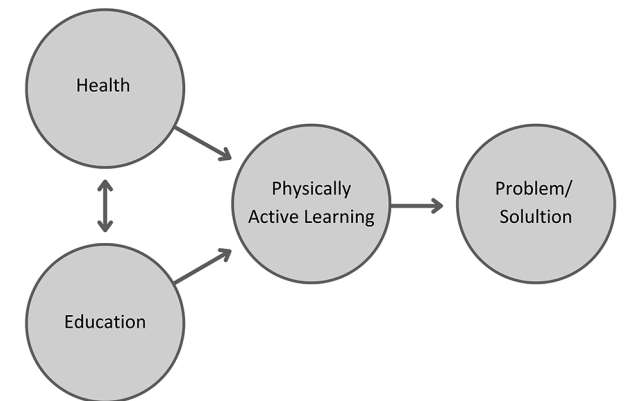 Health
Physically
Active Learning
Problem/
Solultion
Education